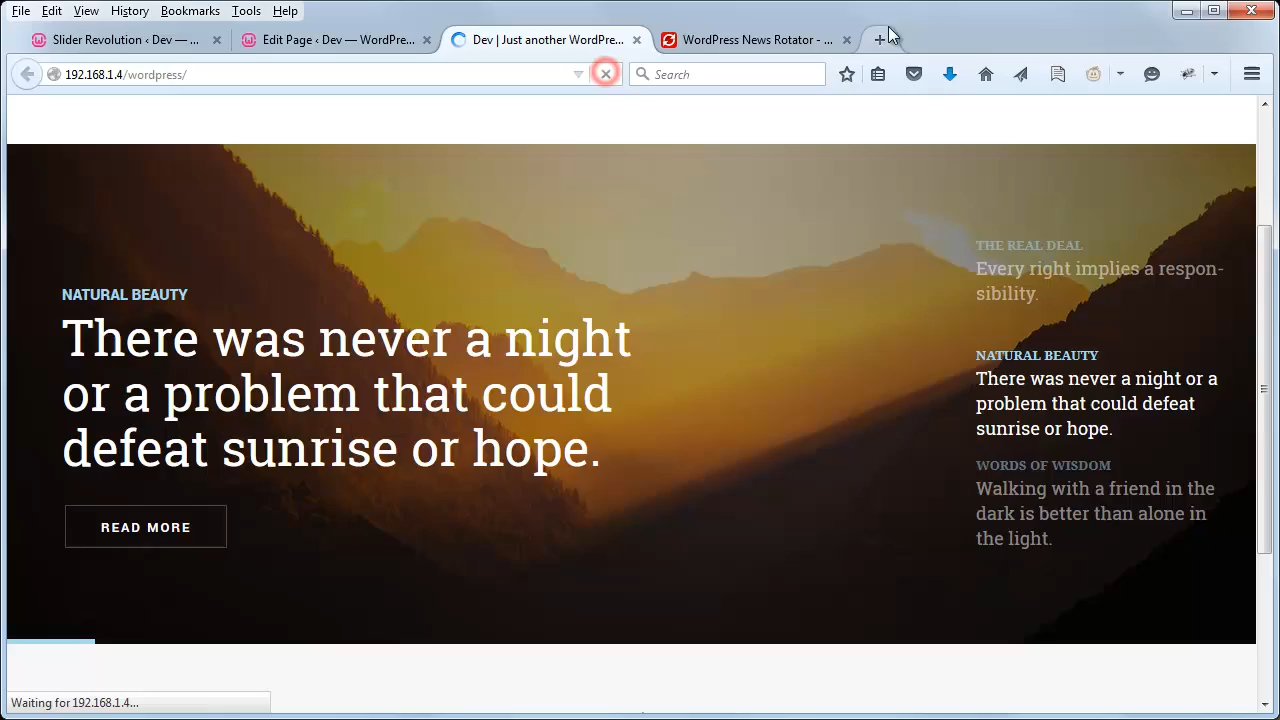 File Edit View History Bookmarks Tools Help
Slider Revolution ‹ Dev — ...
Edit Page ‹ Dev — WordPre...
Dev | Just another WordPre...
WordPress News Rotator - ...
192.168.1.4/wordpress/
Search
NATURAL BEAUTY
There was never a night
or a problem that could
defeat sunrise or hope.
READ MORE
THE REAL DEAL
Every right implies a respon-
sibility.
NATURAL BEAUTY
There was never a night or a
problem that could defeat
sunrise or hope.
WORDS OF WISDOM
Walking with a friend in the
dark is better than alone in
the light.
Waiting for 192.168.1.4...